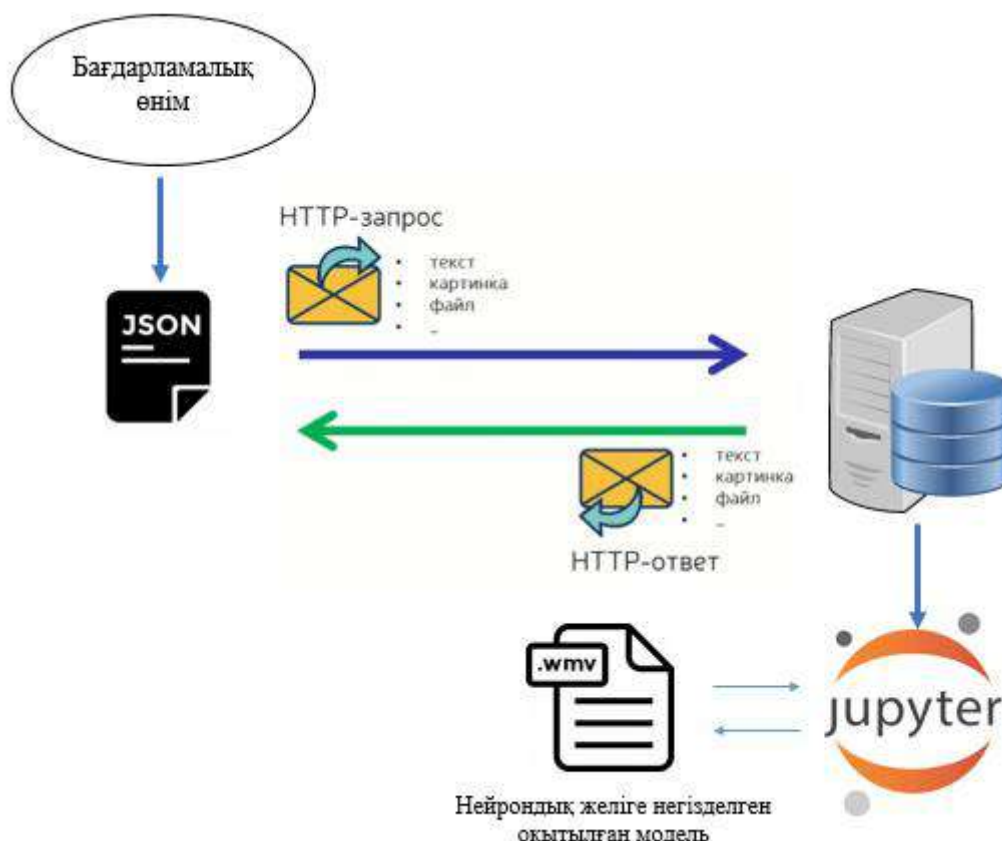 Бағдарламалық
өнім
HTTP-запрос
• текст
• картинка
• файл
• _
JSON
• текст
• картинка
• файл
• _
HTTP-ответ
.wmv
jupyter
Нейрондық желіге негізделген
оқытылған модель